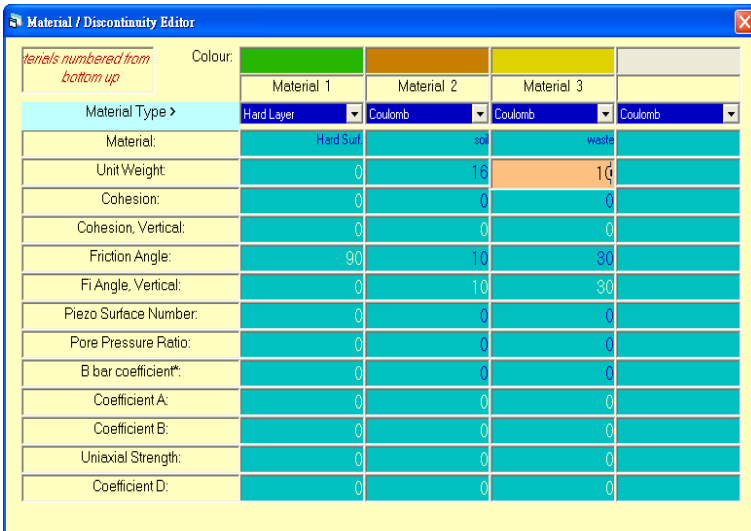 Material / Discontinuity Editor
terials numbered from
bottom up
Colour:
Material 1 Material 2 Material 3
Material Type > Hard Layer Coulomb Coulomb Coulomb
Material: Hard Surf. soil waste
Unit Weight: 0 16 10
Cohesion: 0 0 0
Cohesion, Vertical: 0 0 0
Friction Angle: 90 10 30
Fi Angle, Vertical: 0 10 30
Piezo Surface Number: 0 0 0
Pore Pressure Ratio: 0 0 0
B bar coefficient*: 0 0 0
Coefficient A: 0 0 0
Coefficient B: 0 0 0
Uniaxial Strength: 0 0 0
Coefficient D: 0 0 0